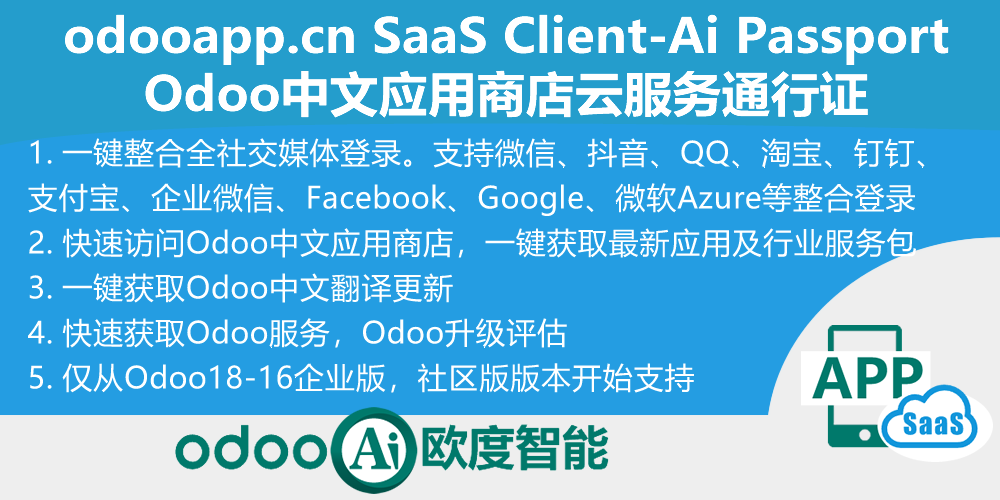 odooapp.cn SaaS Client-Ai Passport
Odoo中文应用商店云服务通行证
1. 一键整合全社交媒体登录。支持微信、抖音、QQ、淘宝、钉钉、
支付宝、企业微信、Facebook、Google、微软Azure等整合登录
2. 快速访问Odoo中文应用商店，一键获取最新应用及行业服务包
3. 一键获取Odoo中文翻译更新
4. 快速获取Odoo服务，Odoo升级评估
5. 仅从Odoo18-16企业版，社区版版本开始支持
APP
SaaS
odoo Ai 欧度智能